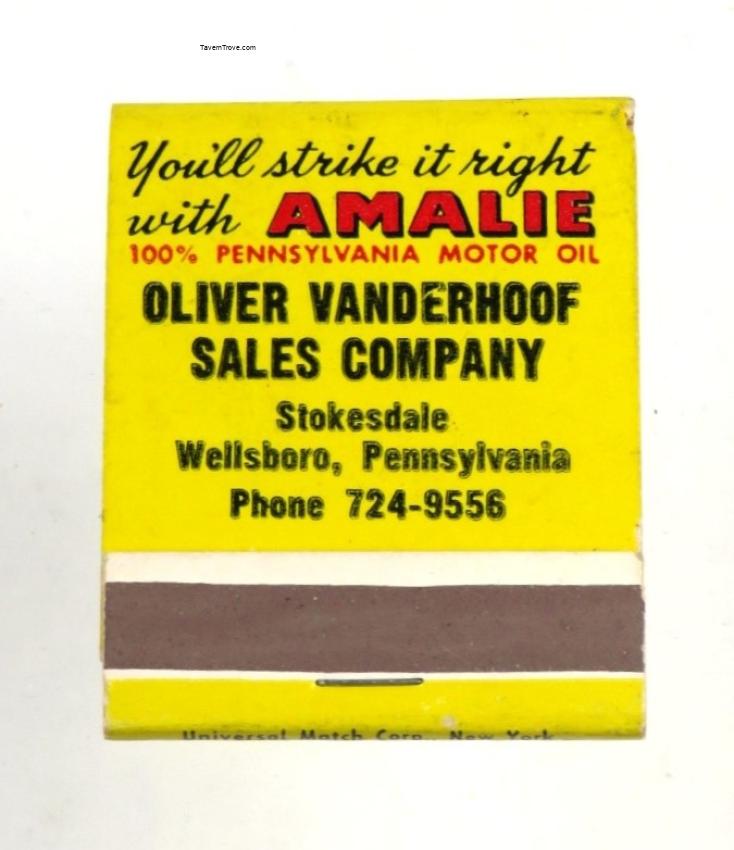 TavernTrove.com
You'll strike it right
with AMALIE
100% PENNSYLVANIA MOTOR OIL
OLIVER VANDERHOOF
SALES COMPANY
Stokesdale
Wellsboro, Pennsylvania
Phone 724-9556
Universal Match Corp., New York